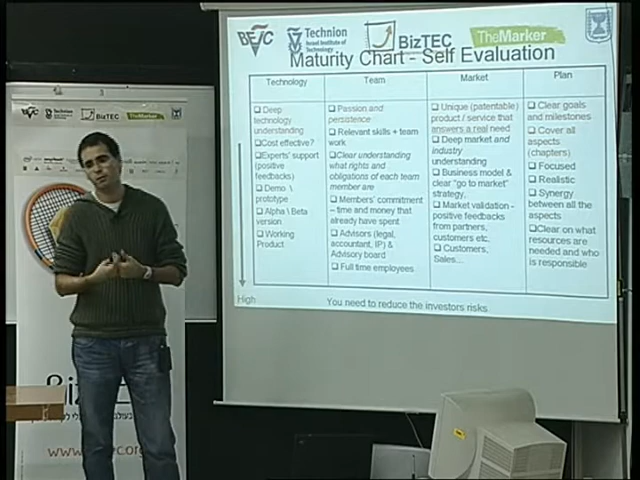 BEJC
Technion
Israel Institute of
Technology
BizTEC
TheMarker
Maturity Chart - Self Evaluation
Technology
Team
Market
Plan
Deep
technology
understanding
Cost effective?
Experts' support
(positive
feedbacks)
Demo \
prototype
Alpha \ Beta
version
Working
Product
Passion and
persistence
Relevant skills + team
work
Clear understanding
what rights and
obligations of each team
member are
Members' commitment
– time and money that
already have spent
Advisors (legal,
accountant, IP) &
Advisory board
Full time employees
Unique (patentable)
product / service that
answers a real need
Deep market and
industry
understanding
Business model &
clear "go to market"
strategy,
Market validation -
positive feedbacks
from partners,
customers etc.
Customers,
Sales...
Clear goals
and milestones
Cover all
aspects
(chapters)
Focused
Realistic
Synergy
between all the
aspects
Clear on what
resources are
needed and who
is responsible
High
You need to reduce the investors risks
Technion
BizTEC
TheMarker
www.